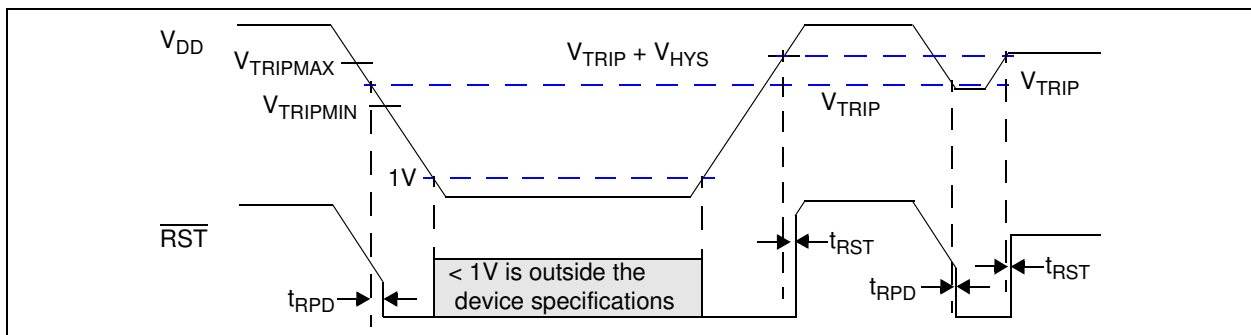 VDD
VTRIPMAX
VTRIPMIN
VTRIP + VHYS
VTRIP
VTRIP
1V
RST
< 1V is outside the
device specifications
tRPD
tRST
tRPD
tRST